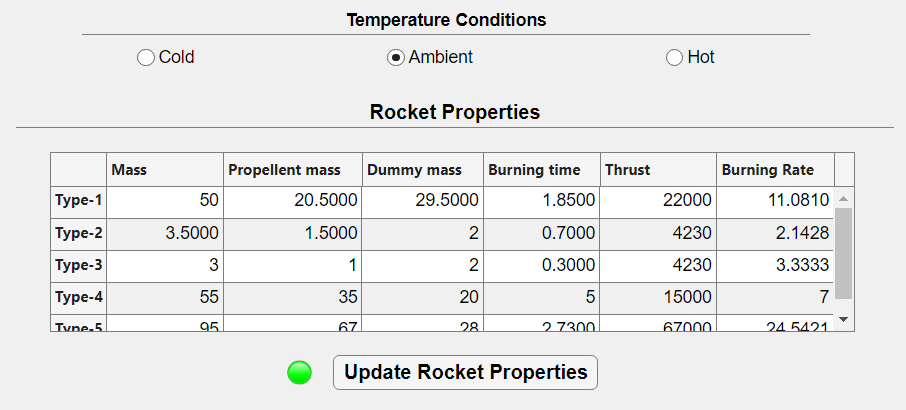 Temperature Conditions
Cold Ambient Hot
Rocket Properties
Mass Propellent mass Dummy mass Burning time Thrust Burning Rate
Type-1 50 20.5000 29.5000 1.8500 22000 11.0810
Type-2 3.5000 1.5000 2 0.7000 4230 2.1428
Type-3 3 1 2 0.3000 4230 3.3333
Type-4 55 35 20 5 15000 7
Type-5 95 67 28 2.7300 67000 24.5421
Update Rocket Properties